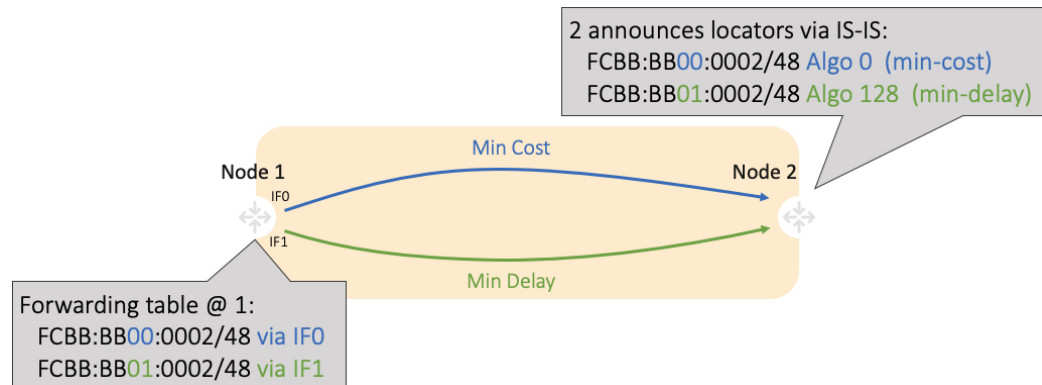 2 announces locators via IS-IS:
FCBB:BB00:0002/48 Algo 0 (min-cost)
FCBB:BB01:0002/48 Algo 128 (min-delay)
Min Cost
Node 1
Node 2
IF0
IF1
Min Delay
Forwarding table @ 1:
FCBB:BB00:0002/48 via IF0
FCBB:BB01:0002/48 via IF1